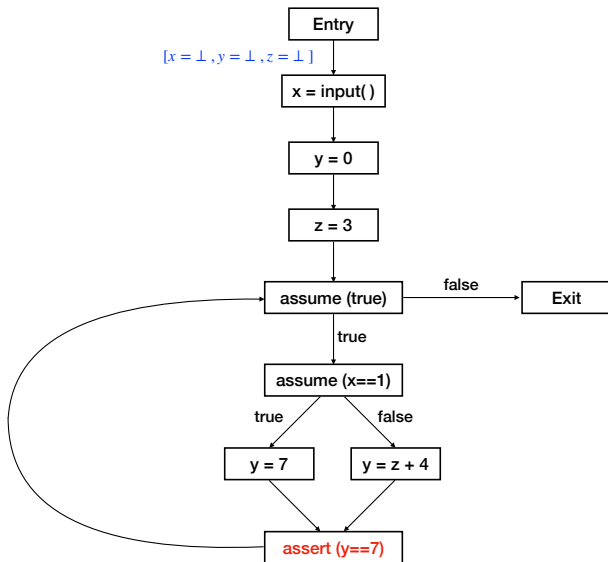 Entry
[x = ⊥ , y = ⊥ , z = ⊥ ]
x = input( )
y = 0
z = 3
assume (true)
false
Exit
true
assume (x==1)
true
false
y = 7
y = z + 4
assert (y==7)